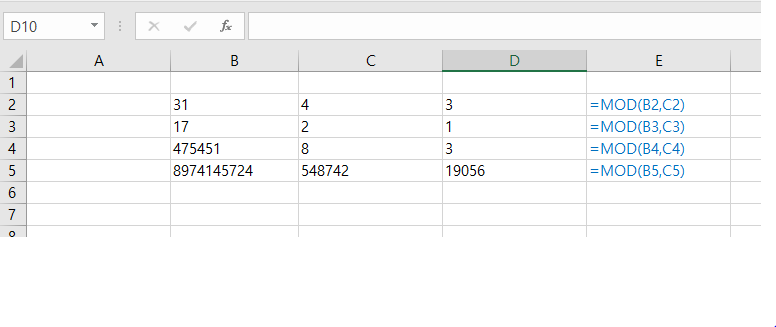 D10 fx
A B C D E
1
2 31 4 3 =MOD(B2,C2)
3 17 2 1 =MOD(B3,C3)
4 475451 8 3 =MOD(B4,C4)
5 8974145724 548742 19056 =MOD(B5,C5)
6
7
8